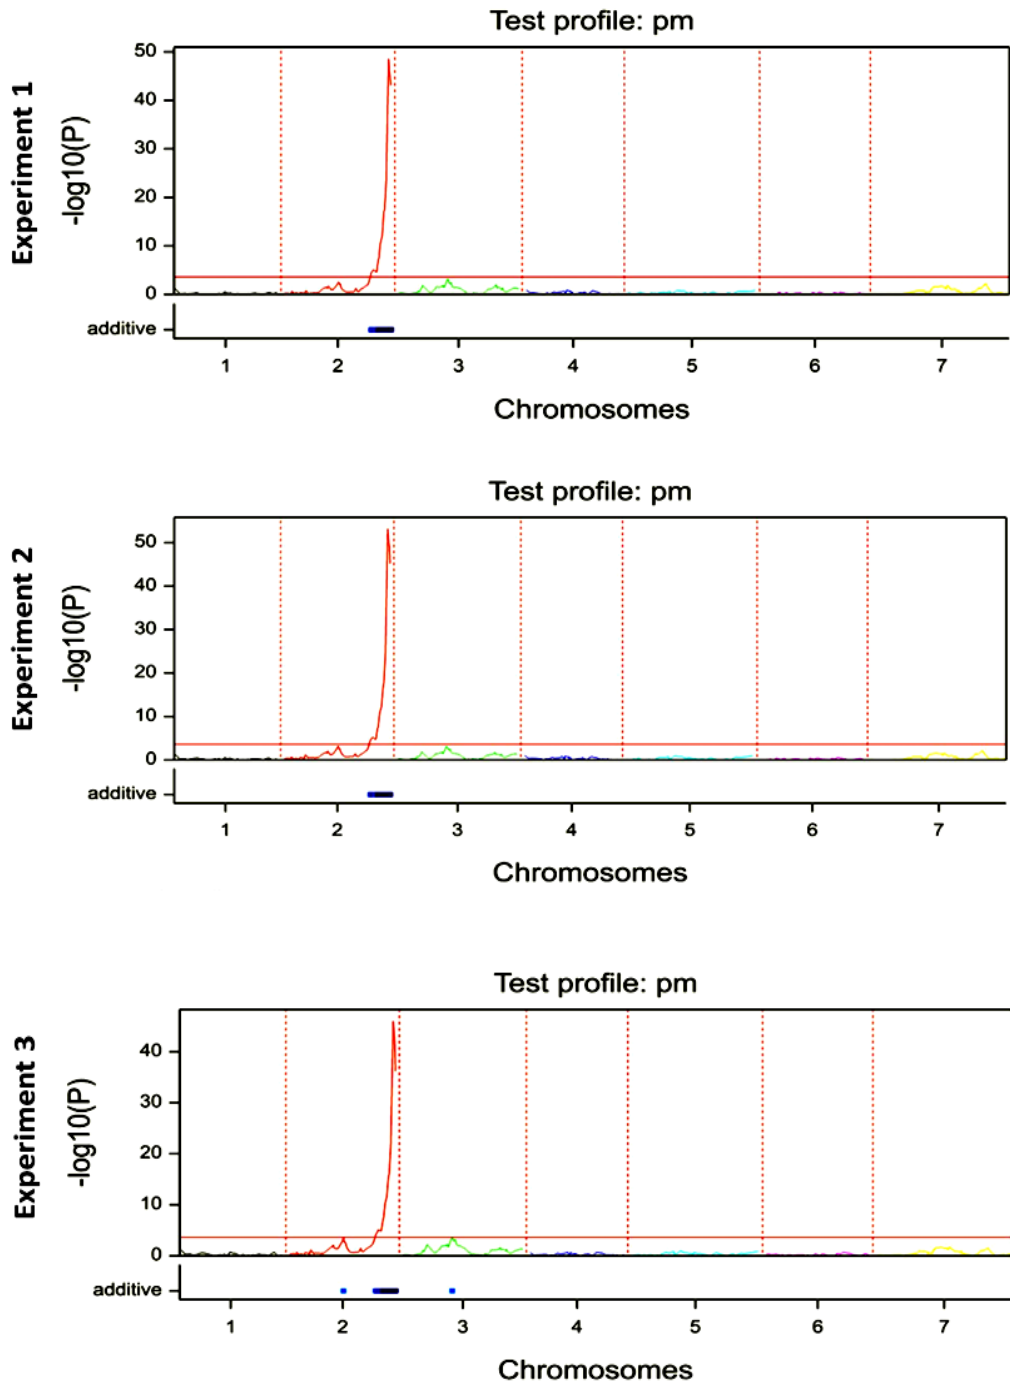 Test profile: pm
Experiment 1
-log10(P)
50
40
30
20
10
0
additive
1 2 3 4 5 6 7
Chromosomes
Test profile: pm
Experiment 2
-log10(P)
50
40
30
20
10
0
additive
1 2 3 4 5 6 7
Chromosomes
Test profile: pm
Experiment 3
-log10(P)
40
30
20
10
0
additive
1 2 3 4 5 6 7
Chromosomes